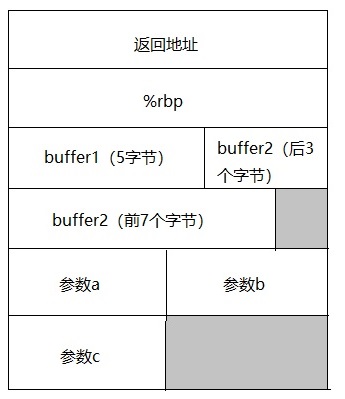 返回地址
%rbp
buffer1（5字节）
buffer2（后3
个字节）
buffer2（前7个字节）
参数a
参数b
参数c